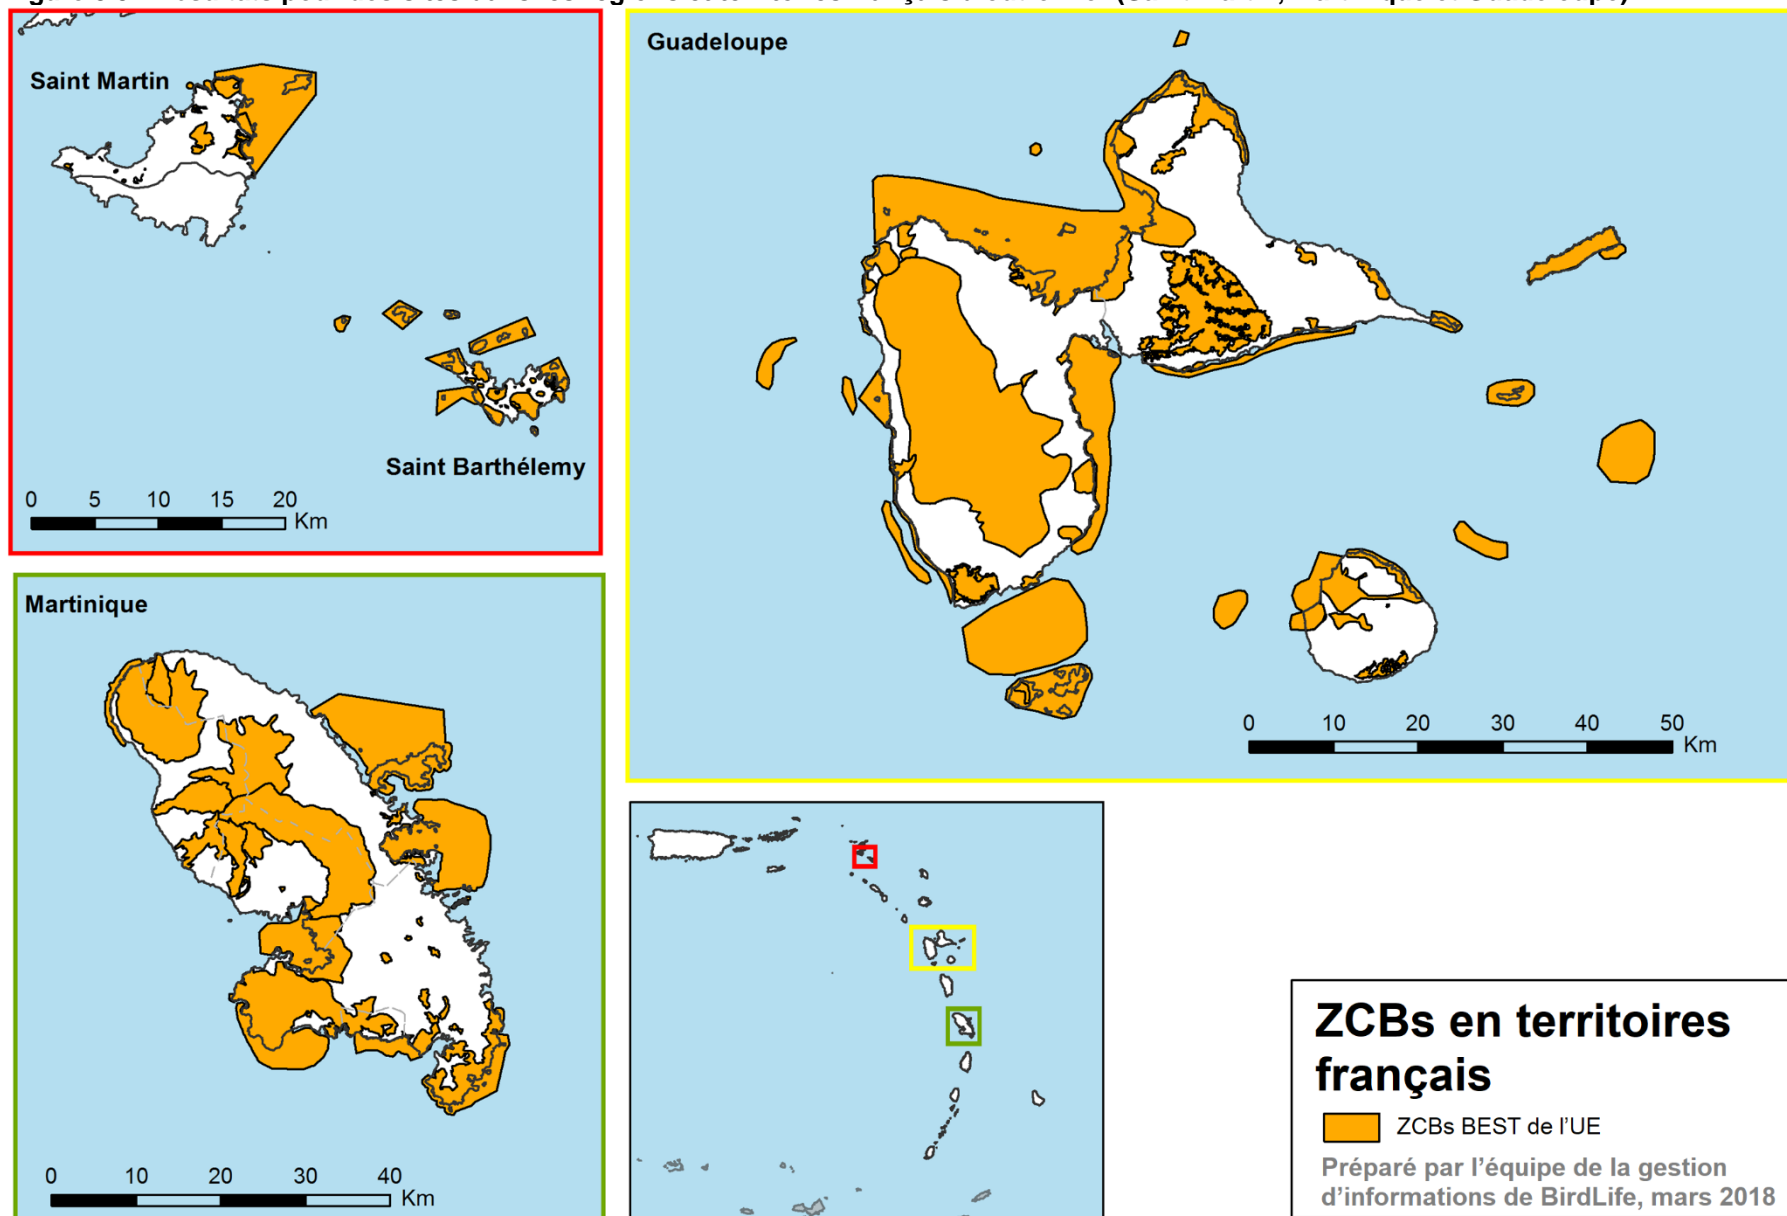 Saint Martin
Saint Barthélemy
0 5 10 15 20
Km
Guadeloupe
0 10 20 30 40 50
Km
Martinique
0 10 20 30 40
Km
ZCBs en territoires
français
ZCBs BEST de l'UE
Préparé par l'équipe de la gestion
d'informations de BirdLife, mars 2018